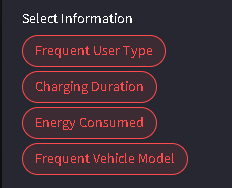 Select Information
Frequent User Type
Charging Duration
Energy Consumed
Frequent Vehicle Model